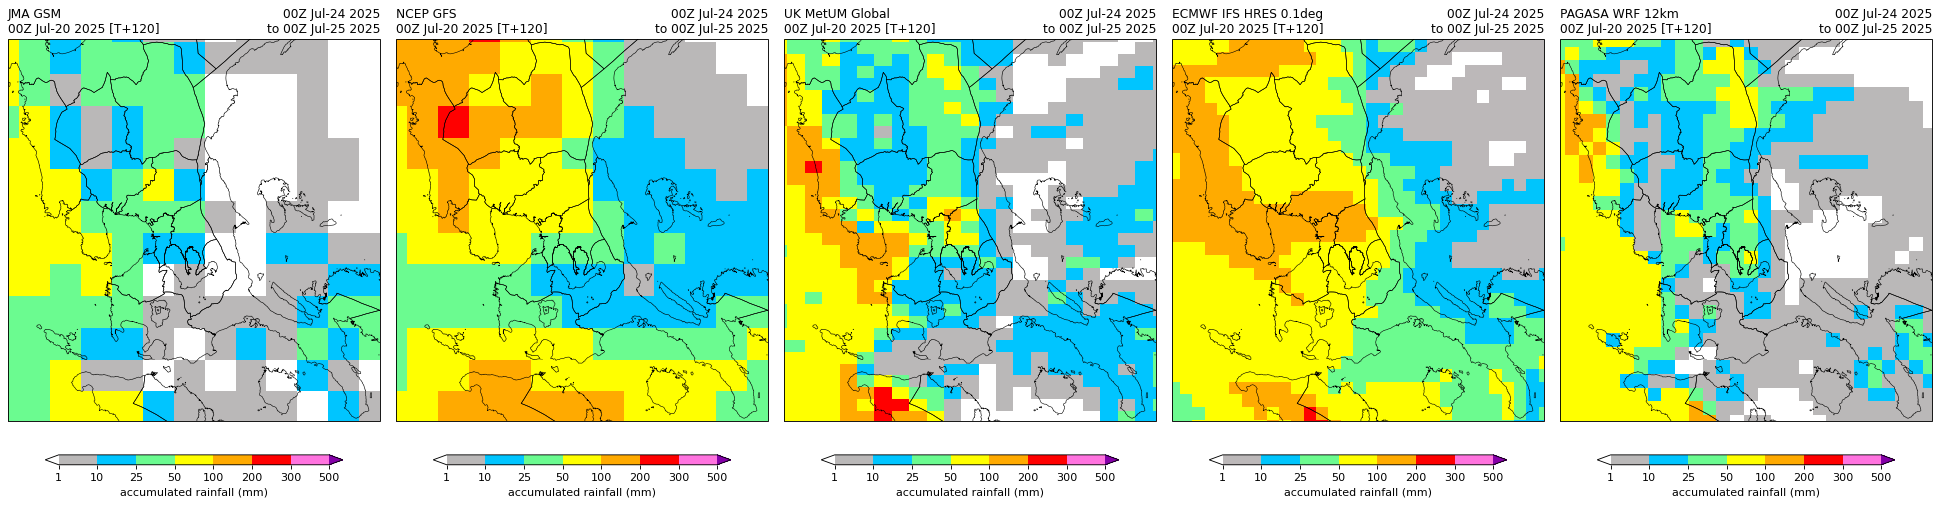 JMA GSM 00Z Jul-24 2025
00Z Jul-20 2025 [T+120] to 00Z Jul-25 2025
NCEP GFS 00Z Jul-24 2025
00Z Jul-20 2025 [T+120] to 00Z Jul-25 2025
UK MetUM Global 00Z Jul-24 2025
00Z Jul-20 2025 [T+120] to 00Z Jul-25 2025
ECMWF IFS HRES 0.1deg 00Z Jul-24 2025
00Z Jul-20 2025 [T+120] to 00Z Jul-25 2025
PAGASA WRF 12km 00Z Jul-24 2025
00Z Jul-20 2025 [T+120] to 00Z Jul-25 2025
1 10 25 50 100 200 300 500
accumulated rainfall (mm)
1 10 25 50 100 200 300 500
accumulated rainfall (mm)
1 10 25 50 100 200 300 500
accumulated rainfall (mm)
1 10 25 50 100 200 300 500
accumulated rainfall (mm)
1 10 25 50 100 200 300 500
accumulated rainfall (mm)